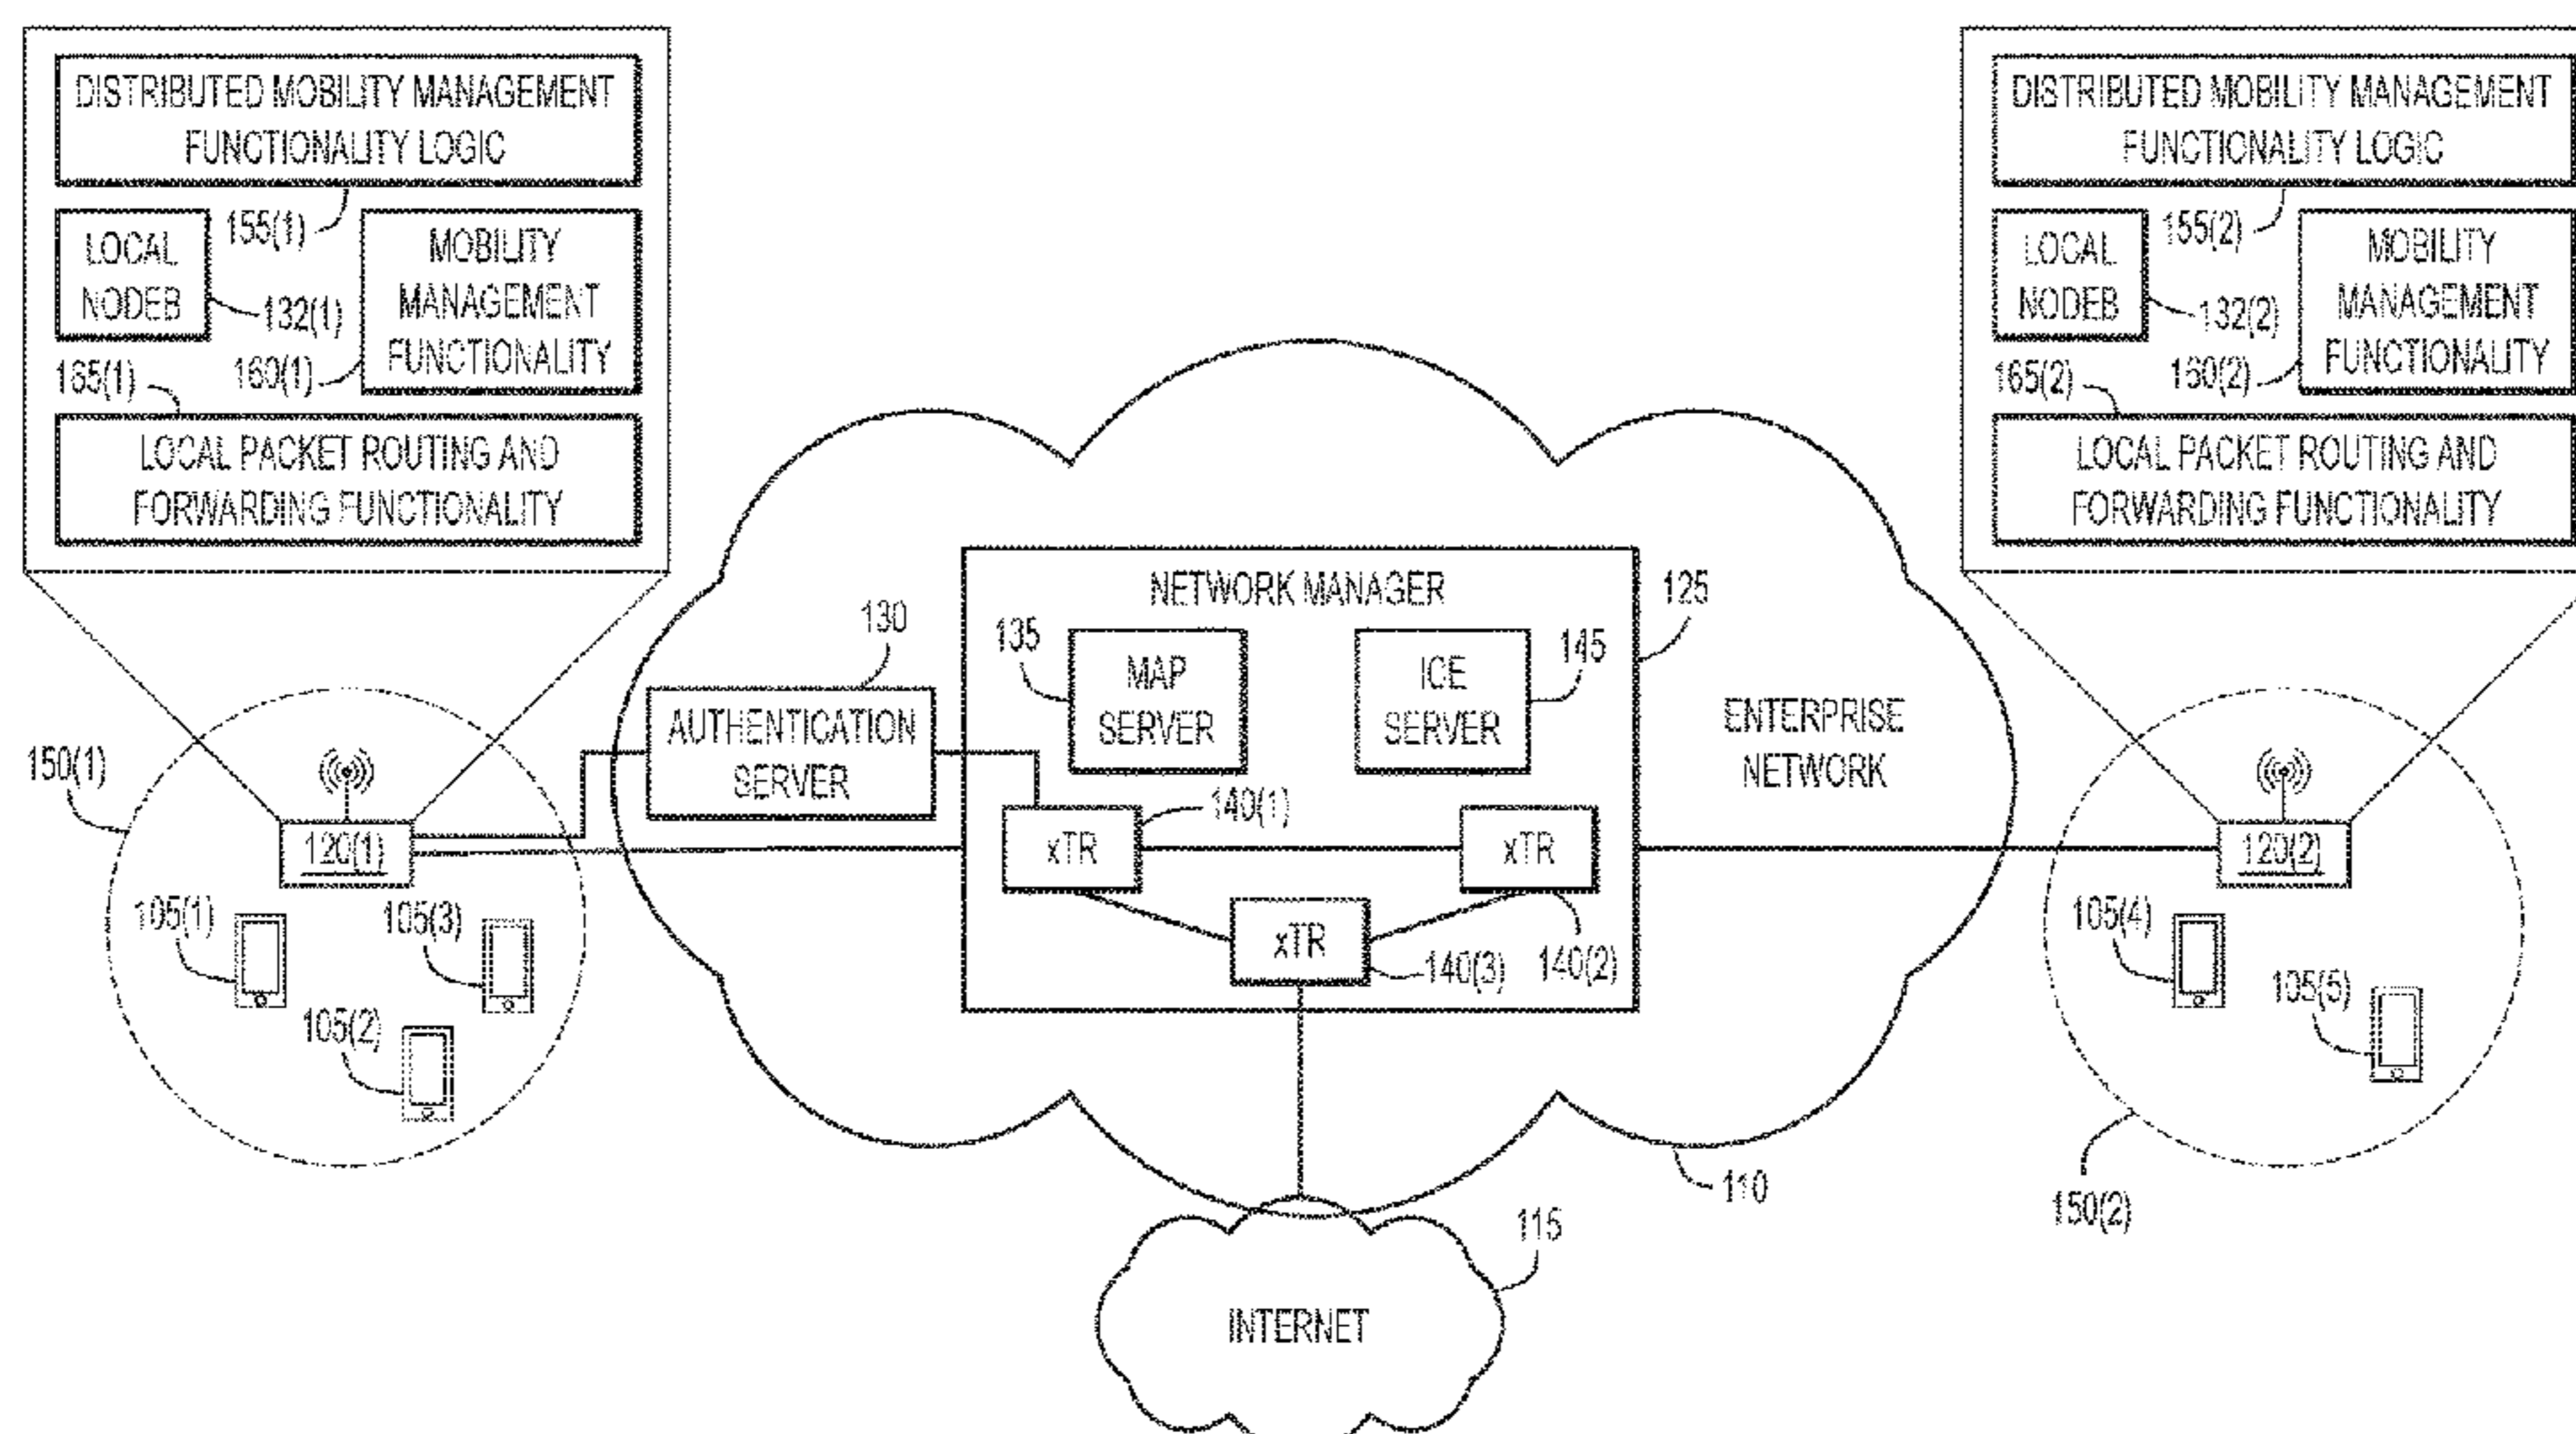 DISTRIBUTED MOBILITY MANAGEMENT
FUNCTIONALITY LOGIC
155(1)
LOCAL
NODEB
132(1)
MOBILITY
MANAGEMENT
FUNCTIONALITY
160(1)
165(1)
LOCAL PACKET ROUTING AND
FORWARDING FUNCTIONALITY
DISTRIBUTED MOBILITY MANAGEMENT
FUNCTIONALITY LOGIC
155(2)
LOCAL
NODEB
132(2)
MOBILITY
MANAGEMENT
FUNCTIONALITY
160(2)
165(2)
LOCAL PACKET ROUTING AND
FORWARDING FUNCTIONALITY
NETWORK MANAGER
125
130
135
MAP
SERVER
ICE
SERVER
145
AUTHENTICATION
SERVER
ENTERPRISE
NETWORK
150(1)
120(1)
105(1)
105(3)
105(2)
140(1)
xTR
xTR
xTR
140(3)
140(2)
120(2)
105(4)
105(5)
150(2)
110
115
INTERNET